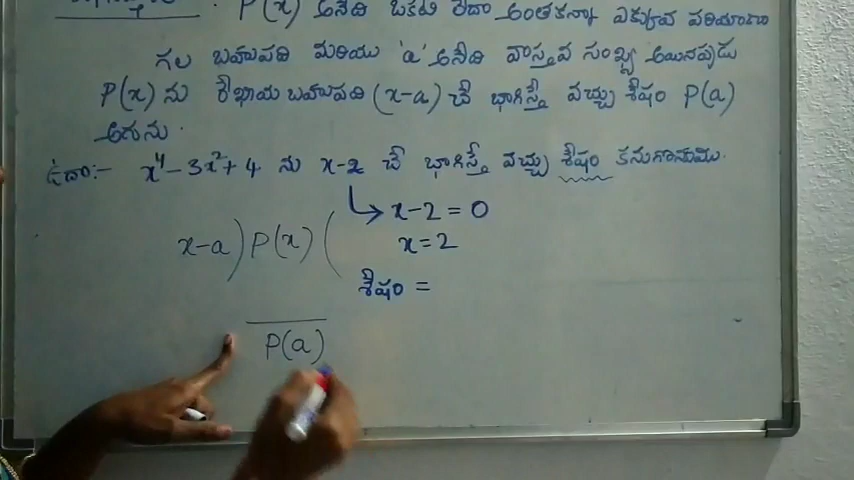 P(x) అనేది ఒకటి లేదా అంతకన్నా ఎక్కువ పరిమాణం
గల బహుపది మరియు 'a' అనేది వాస్తవ సంఖ్య అయినపుడు
P(x) ను రేఖీయ బహుపది (x-a) చే భాగిస్తే వచ్చు శేషం P(a)
అగును.
ఉదా:- x⁴ - 3x² + 4 ను x-2 చే భాగిస్తే వచ్చు శేషం కనుగొనుము.
x-2 = 0
x-a) P(x) (
x = 2
శేషం =
P(a)